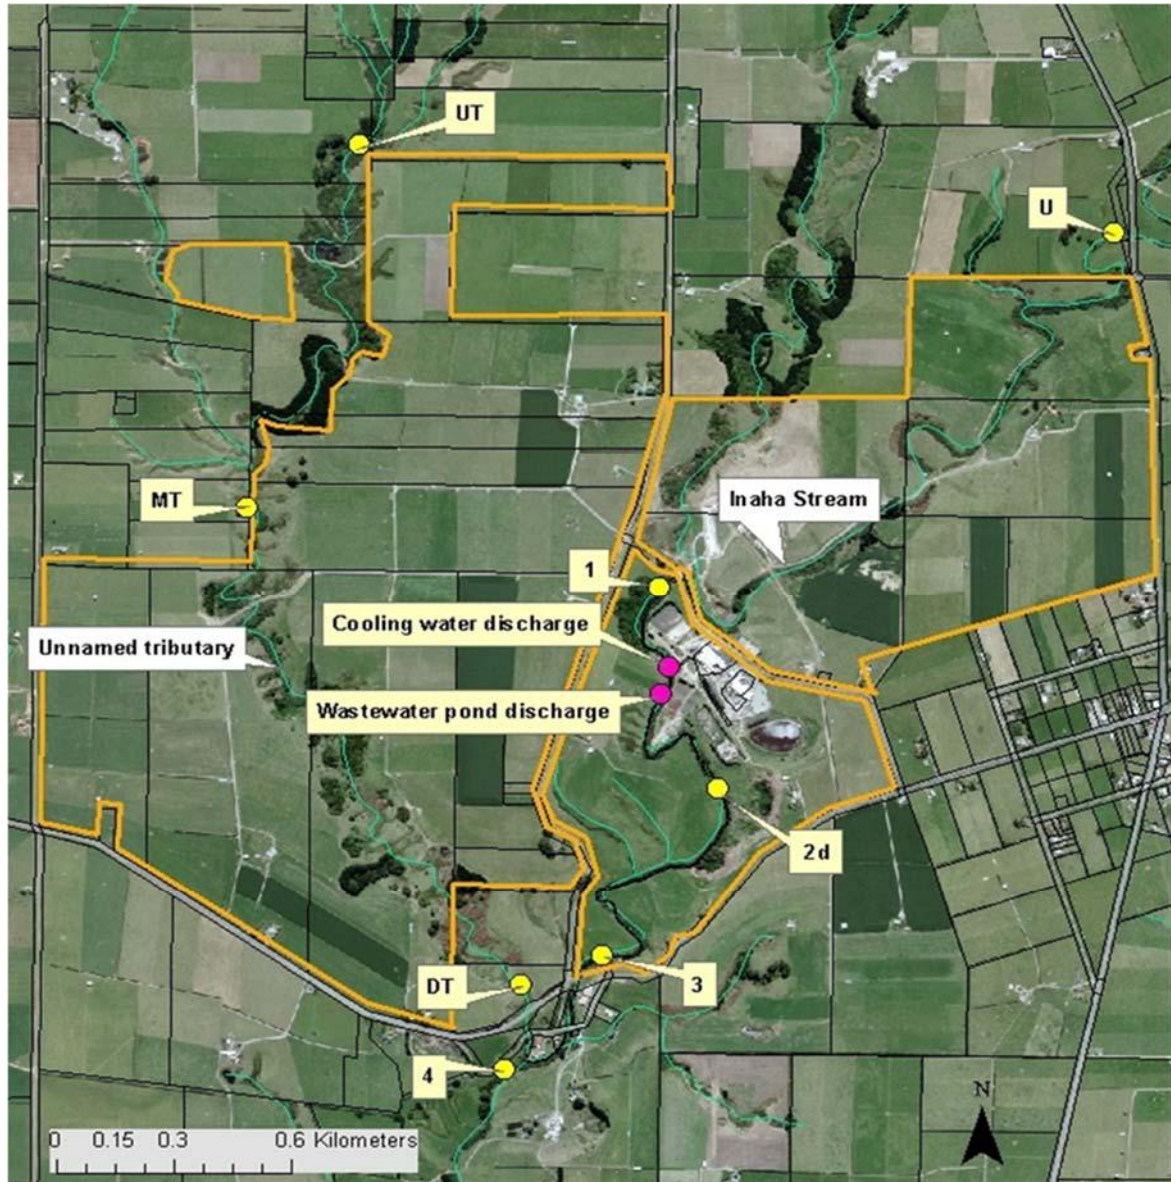 UT
U
MT
Inaha Stream
1
Cooling water discharge
Unnamed tributary
Wastewater pond discharge
2d
3
DT
4
N
0 0.15 0.3 0.6 Kilometers